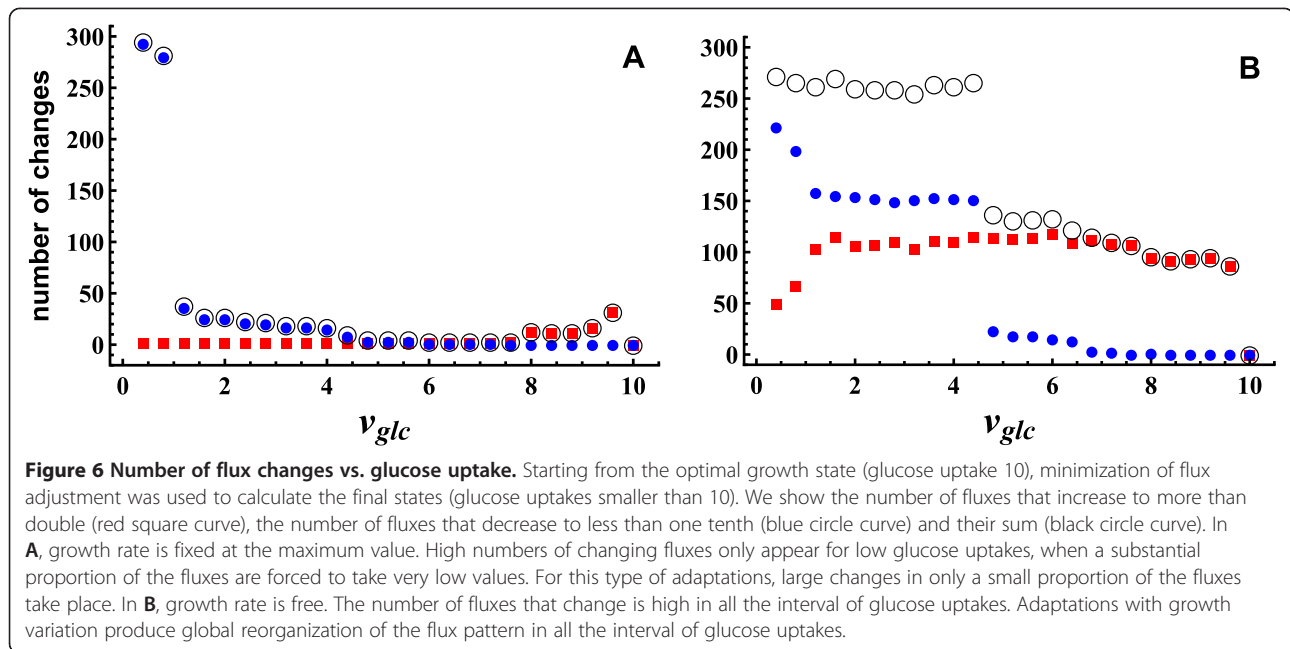 300
250
200
150
100
50
0
number of changes
A
0 2 4 6 8 10
v_glc
300
250
200
150
100
50
0
B
0 2 4 6 8 10
v_glc
Figure 6 Number of flux changes vs. glucose uptake. Starting from the optimal growth state (glucose uptake 10), minimization of flux
adjustment was used to calculate the final states (glucose uptakes smaller than 10). We show the number of fluxes that increase to more than
double (red square curve), the number of fluxes that decrease to less than one tenth (blue circle curve) and their sum (black circle curve). In
A, growth rate is fixed at the maximum value. High numbers of changing fluxes only appear for low glucose uptakes, when a substantial
proportion of the fluxes are forced to take very low values. For this type of adaptations, large changes in only a small proportion of the fluxes
take place. In B, growth rate is free. The number of fluxes that change is high in all the interval of glucose uptakes. Adaptations with growth
variation produce global reorganization of the flux pattern in all the interval of glucose uptakes.